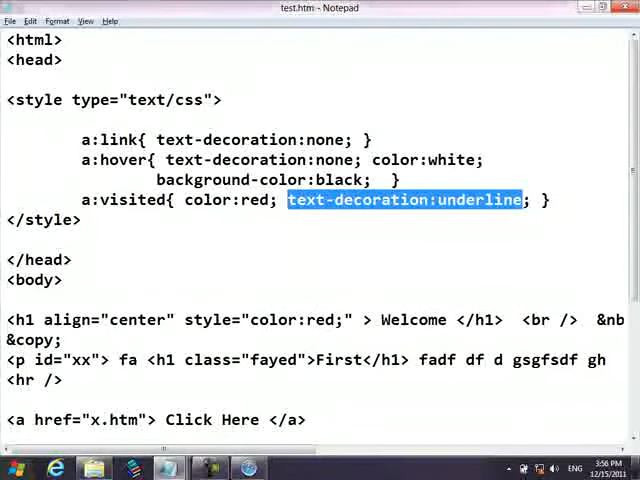 test.htm - Notepad
File Edit Format View Help
<html>
<head>
<style type="text/css">
a:link{ text-decoration:none; }
a:hover{ text-decoration:none; color:white;
background-color:black;  }
a:visited{ color:red; text-decoration:underline; }
</style>
</head>
<body>
<h1 align="center" style="color:red;" > Welcome </h1>  <br />  &nb
&copy;
<p id="xx"> fa <h1 class="fayed">First</h1> fadf df d gsgfsdf gh
<hr />
<a href="x.htm"> Click Here </a>
ENG
3:56 PM
12/15/2011